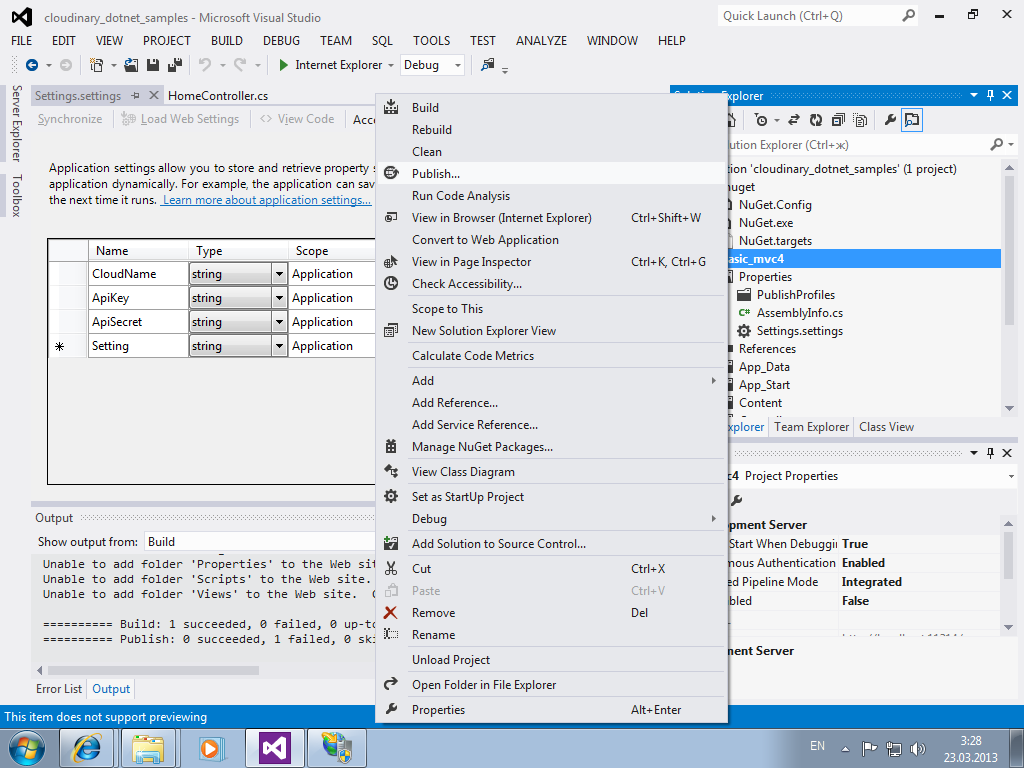 cloudinary_dotnet_samples - Microsoft Visual Studio
Quick Launch (Ctrl+Q)
FILE EDIT VIEW PROJECT BUILD DEBUG TEAM SQL TOOLS TEST ANALYZE WINDOW HELP
Internet Explorer Debug
Server Explorer
Toolbox
Settings.settings HomeController.cs
Synchronize Load Web Settings View Code Acce
Application settings allow you to store and retrieve property s
application dynamically. For example, the application can sav
the next time it runs. Learn more about application settings...
Name Type Scope
CloudName string Application
ApiKey string Application
ApiSecret string Application
Setting string Application
Output
Show output from: Build
Unable to add folder 'Properties' to the Web sit
Unable to add folder 'Scripts' to the Web site.
Unable to add folder 'Views' to the Web site.
========== Build: 1 succeeded, 0 failed, 0 up-to
========== Publish: 0 succeeded, 1 failed, 0 ski
Error List Output
This item does not support previewing
Build
Rebuild
Clean
Publish...
Run Code Analysis
View in Browser (Internet Explorer) Ctrl+Shift+W
Convert to Web Application
View in Page Inspector Ctrl+K, Ctrl+G
Check Accessibility...
Scope to This
New Solution Explorer View
Calculate Code Metrics
Add
Add Reference...
Add Service Reference...
Manage NuGet Packages...
View Class Diagram
Set as StartUp Project
Debug
Add Solution to Source Control...
Cut Ctrl+X
Paste Ctrl+V
Remove Del
Rename
Unload Project
Open Folder in File Explorer
Properties Alt+Enter
Solution Explorer
ution Explorer (Ctrl+ж)
tion 'cloudinary_dotnet_samples' (1 project)
nuget
NuGet.Config
NuGet.exe
NuGet.targets
asic_mvc4
Properties
PublishProfiles
AssemblyInfo.cs
Settings.settings
References
App_Data
App_Start
Content
xplorer Team Explorer Class View
c4 Project Properties
opment Server
Start When Debuggi True
mous Authentication Enabled
ed Pipeline Mode Integrated
bled False
ment Server
EN
3:28
23.03.2013